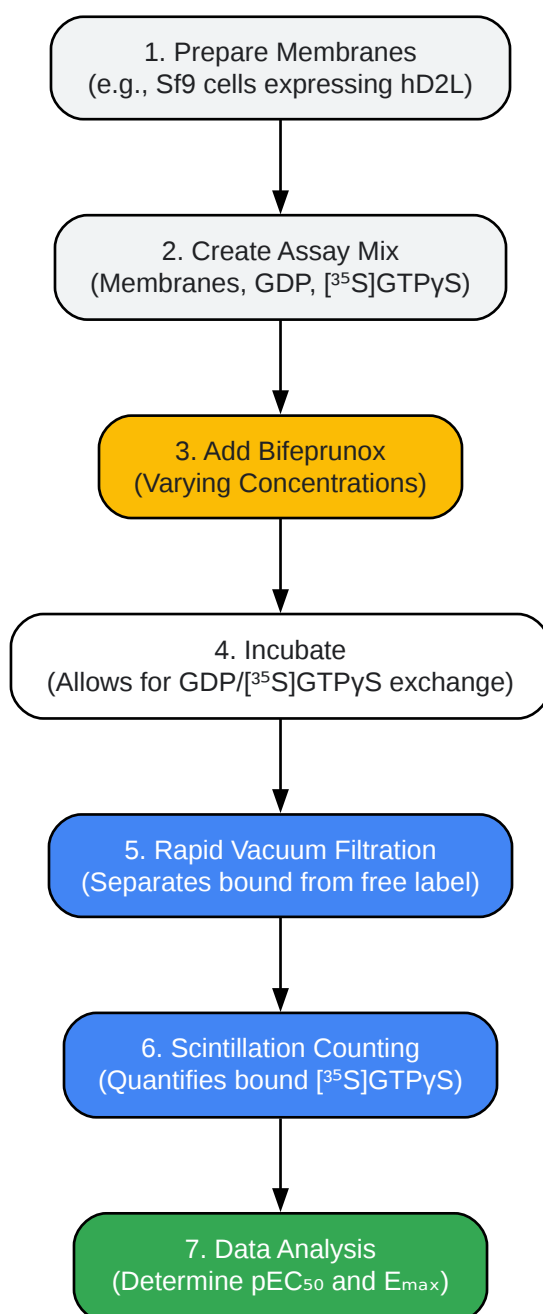 1. Prepare Membranes
(e.g., Sf9 cells expressing hD2L)
2. Create Assay Mix
(Membranes, GDP, [³⁵S]GTPγS)
3. Add Bifeprunox
(Varying Concentrations)
4. Incubate
(Allows for GDP/[³⁵S]GTPγS exchange)
5. Rapid Vacuum Filtration
(Separates bound from free label)
6. Scintillation Counting
(Quantifies bound [³⁵S]GTPγS)
7. Data Analysis
(Determine pEC₅₀ and Eₘₐₓ)